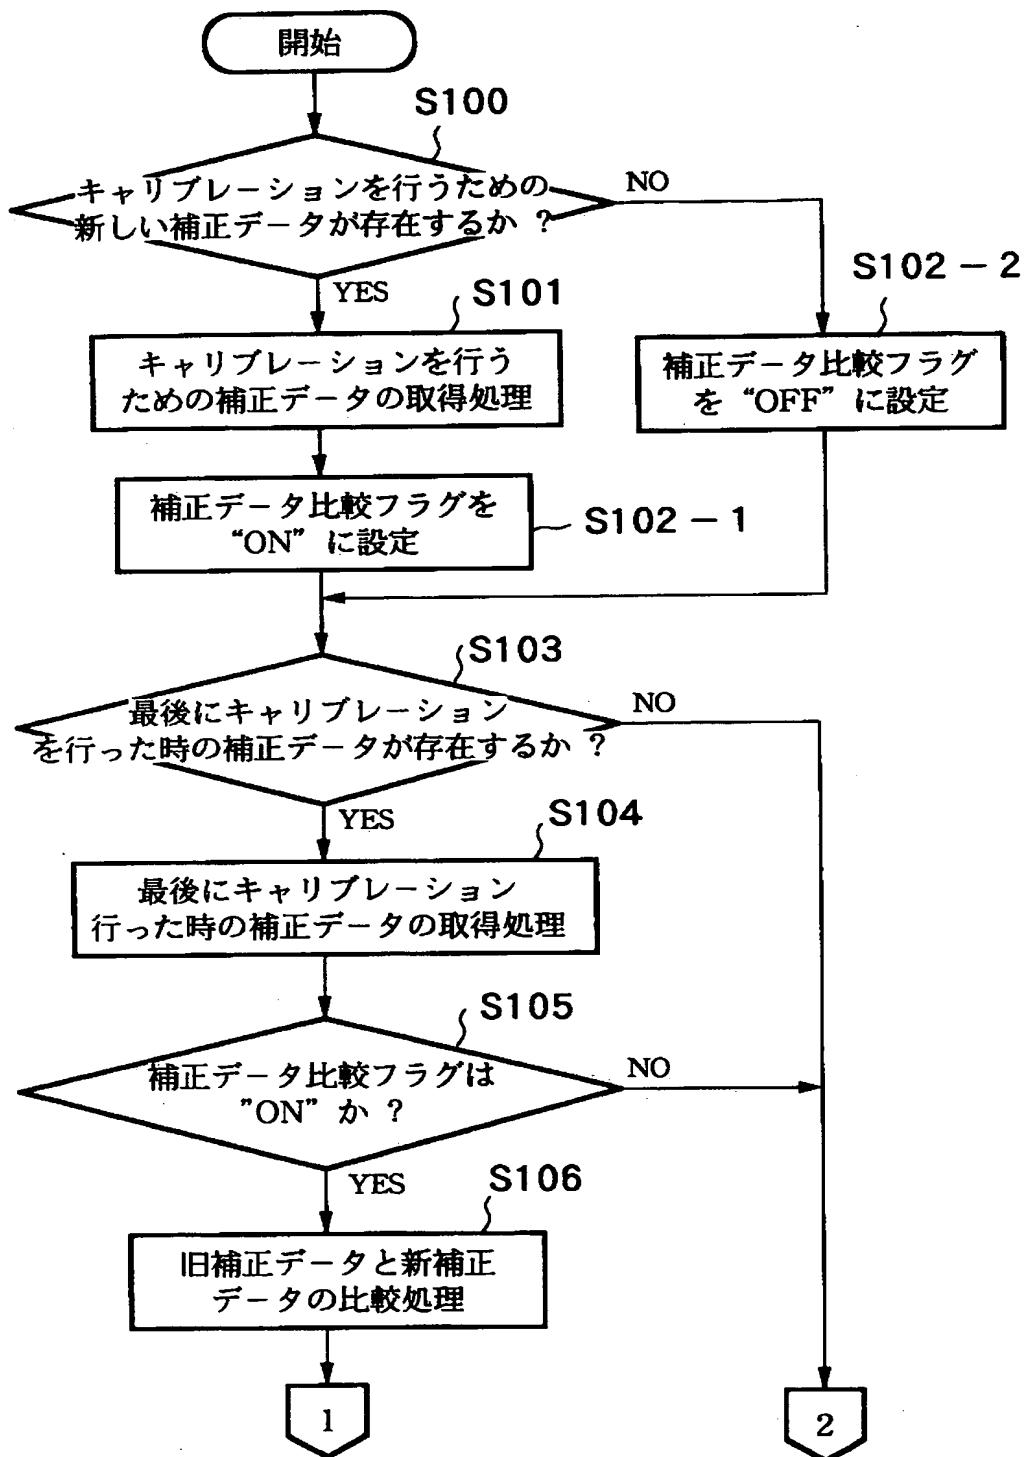 開始
S100
キャリブレーションを行うための
新しい補正データが存在するか ?
NO
YES
S101
S102-2
キャリブレーションを行う
ための補正データの取得処理
補正データ比較フラグ
を “OFF” に設定
補正データ比較フラグを
“ON” に設定
S102-1
S103
最後にキャリブレーション
を行った時の補正データが存在するか ?
NO
YES
S104
最後にキャリブレーション
行った時の補正データの取得処理
S105
補正データ比較フラグは
”ON” か ?
NO
YES
S106
旧補正データと新補正
データの比較処理
1
2